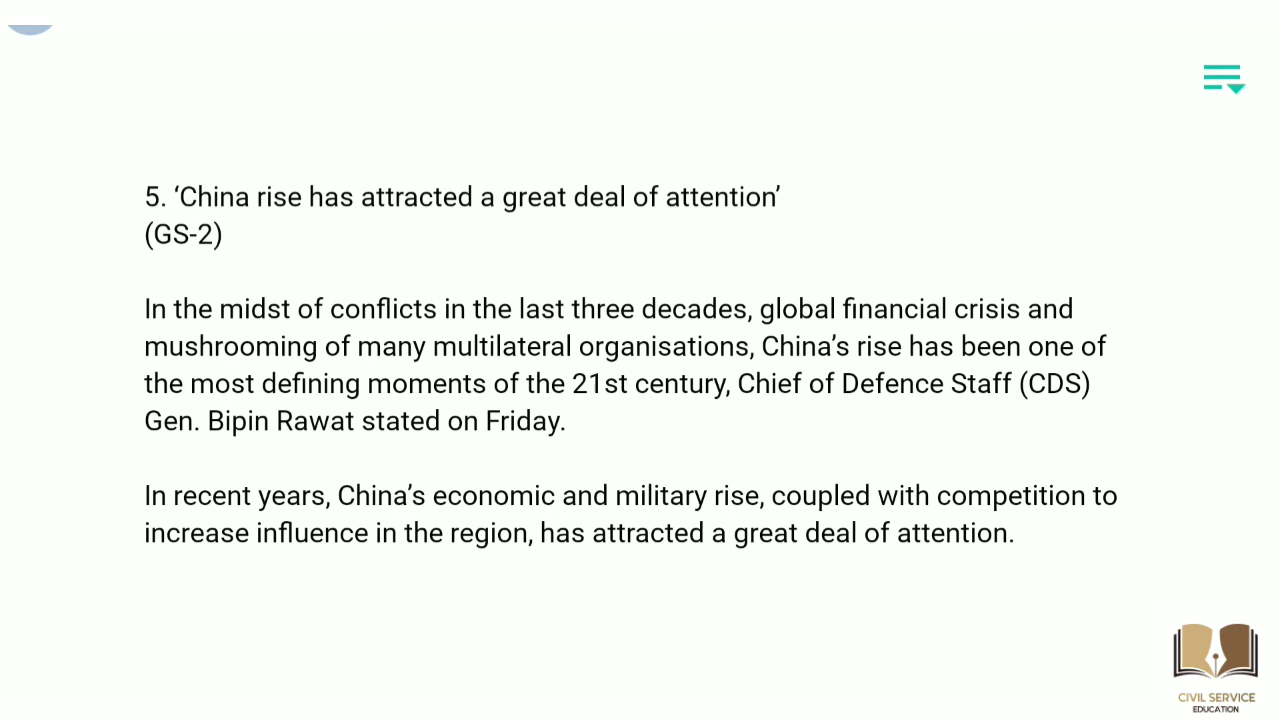 5. ‘China rise has attracted a great deal of attention’
(GS-2)
In the midst of conflicts in the last three decades, global financial crisis and
mushrooming of many multilateral organisations, China’s rise has been one of
the most defining moments of the 21st century, Chief of Defence Staff (CDS)
Gen. Bipin Rawat stated on Friday.
In recent years, China’s economic and military rise, coupled with competition to
increase influence in the region, has attracted a great deal of attention.
CIVIL SERVICE
EDUCATION